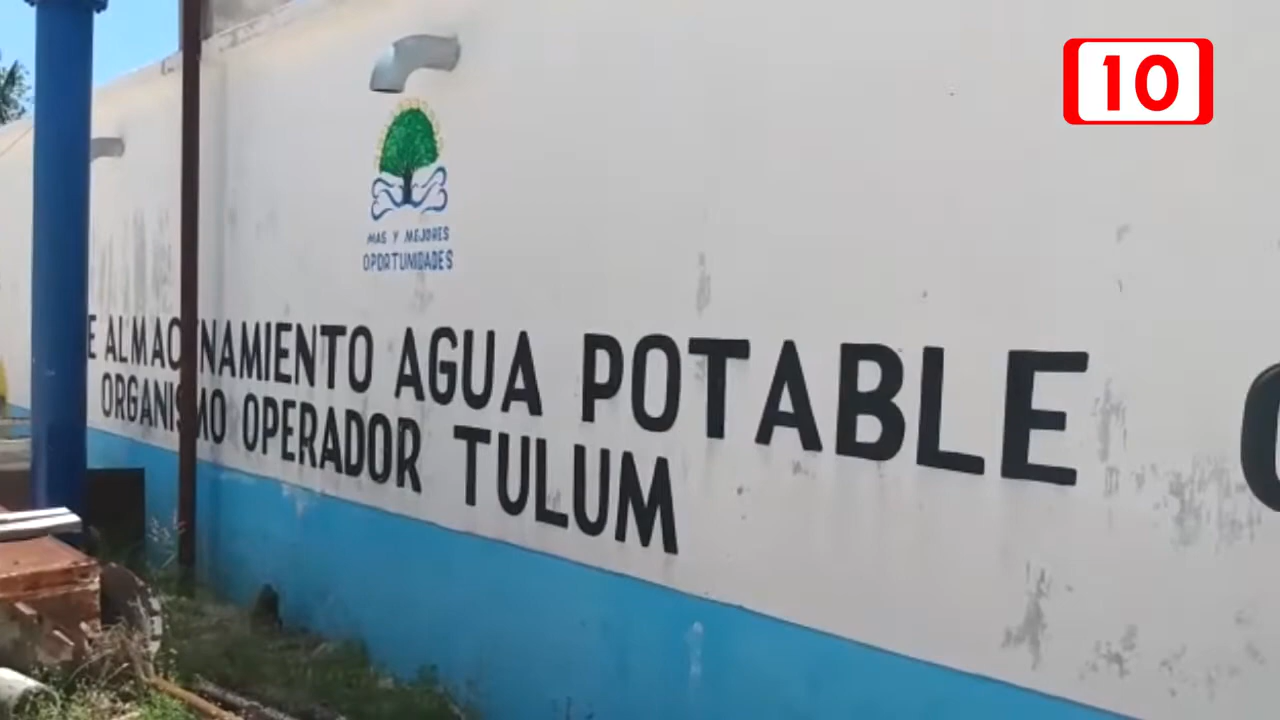 10
MAS Y MEJORES
OPORTUNIDADES
E ALMACENAMIENTO AGUA POTABLE
ORGANISMO OPERADOR TULUM